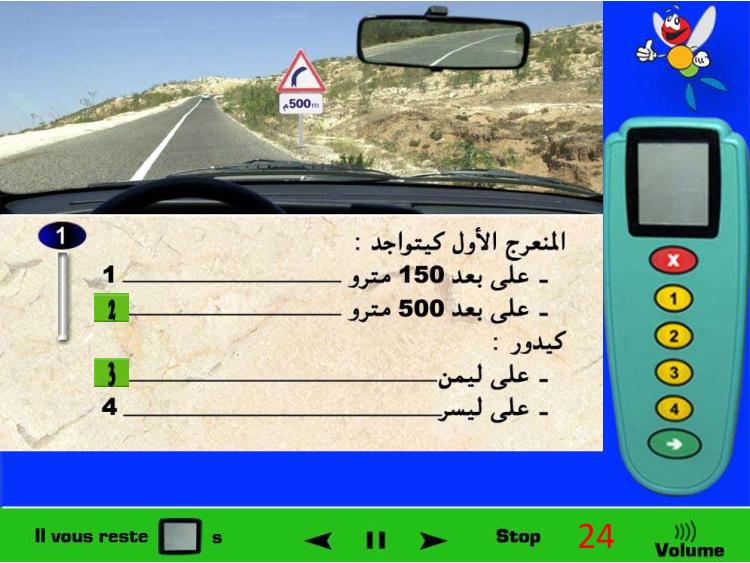 500m م
1
المنعرج الأول كيتواجد :
ـ على بعد 150 مترو 1
ـ على بعد 500 مترو 2
كيدور :
ـ على ليمن 3
ـ على ليسر 4
X
1
2
3
4
Il vous reste s
Stop
24
Volume